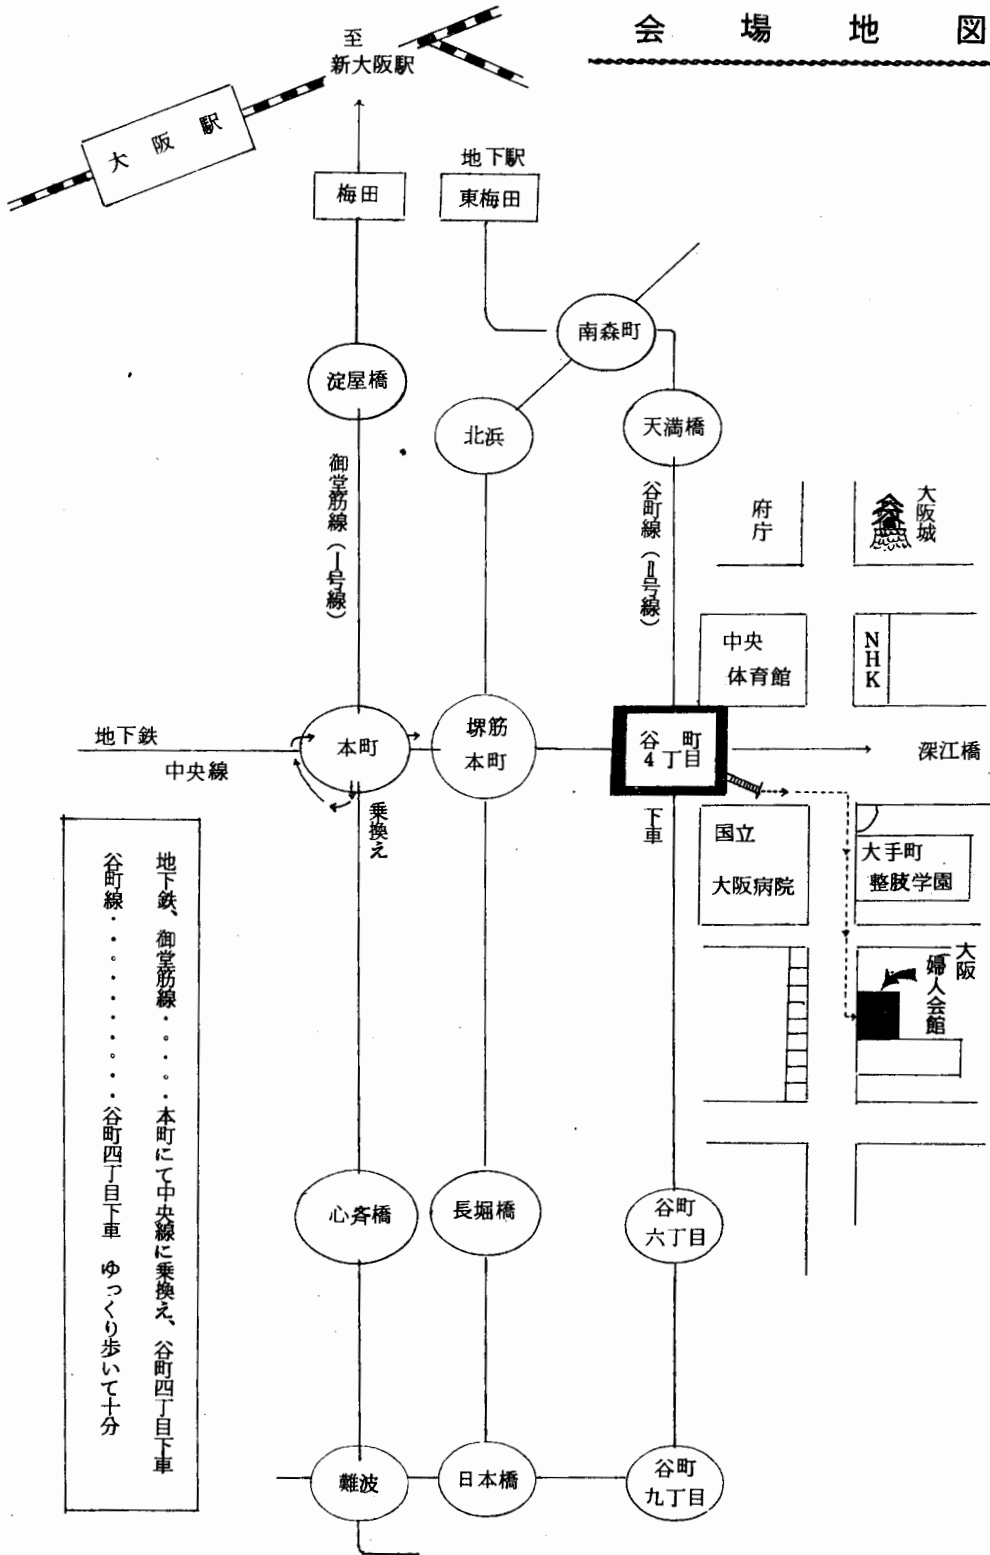 会場地図
至
新大阪駅
大阪駅
地下駅
梅田
東梅田
南森町
淀屋橋
北浜
天満橋
御堂筋線(Ⅰ号線)
谷町線(Ⅱ号線)
府庁
大阪城
中央
体育館
NHK
地下鉄
中央線
本町
堺筋
本町
谷町
4丁目
深江橋
乗換え
下車
国立
大阪病院
大手町
整肢学園
大阪
婦人会館
地下鉄、御堂筋線・。・。・本町にて中央線に乗換え、谷町四丁目下車
谷町線・・。・・・・。・・谷町四丁目下車 ゆっくり歩いて十分
心斉橋
長堀橋
谷町
六丁目
難波
日本橋
谷町
九丁目